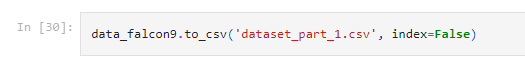 In [30]: data_falcon9.to_csv('dataset_part_1.csv', index=False)